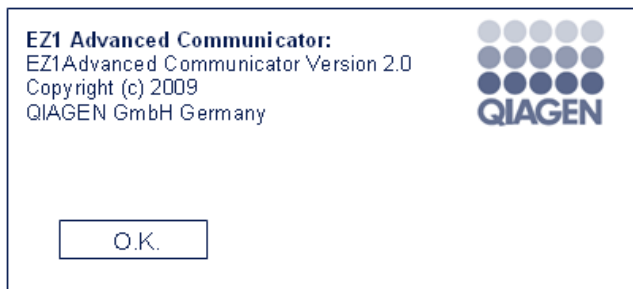 EZ1 Advanced Communicator:
EZ1Advanced Communicator Version 2.0
Copyright (c) 2009
QIAGEN GmbH Germany
QIAGEN
O.K.